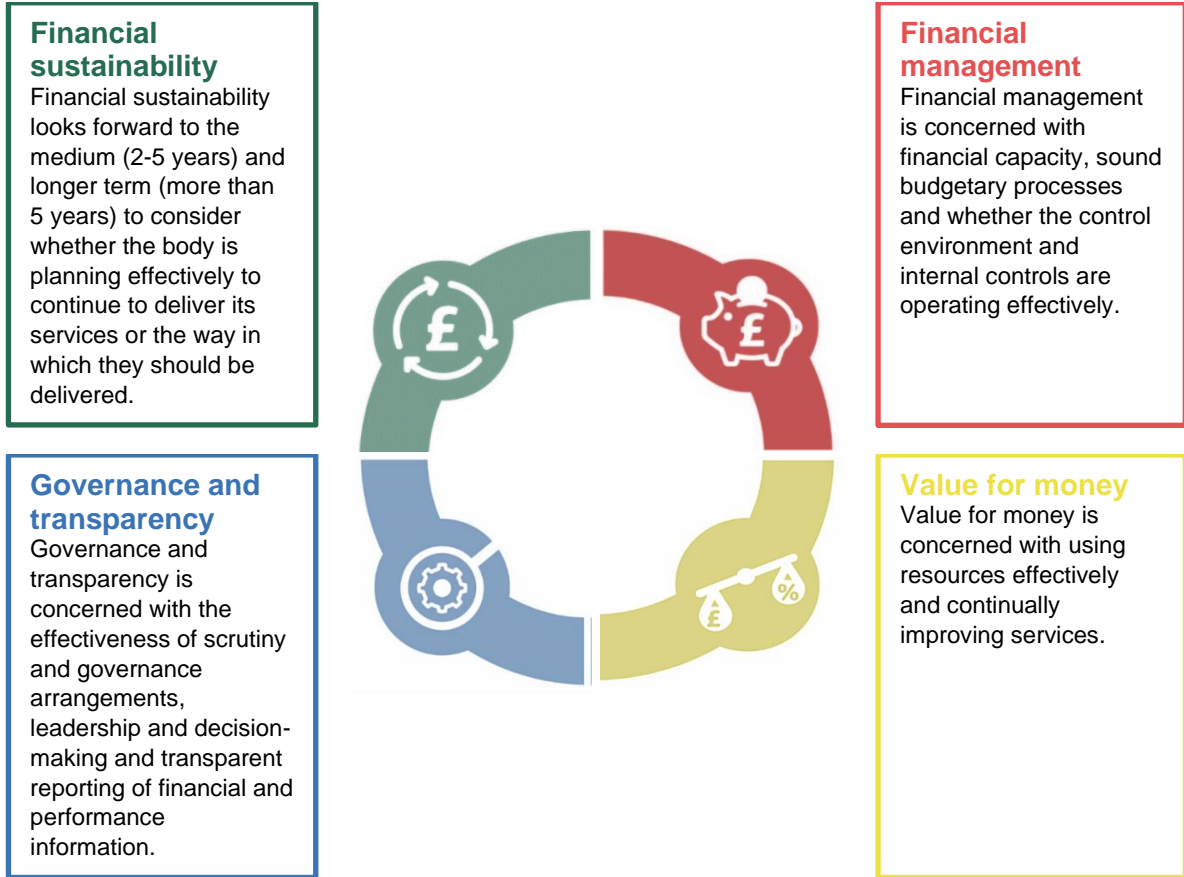 Financial
sustainability
Financial sustainability
looks forward to the
medium (2-5 years) and
longer term (more than
5 years) to consider
whether the body is
planning effectively to
continue to deliver its
services or the way in
which they should be
delivered.
Financial
management
Financial management
is concerned with
financial capacity, sound
budgetary processes
and whether the control
environment and
internal controls are
operating effectively.
£
£
Governance and
transparency
Governance and
transparency is
concerned with the
effectiveness of scrutiny
and governance
arrangements,
leadership and decision-
making and transparent
reporting of financial and
performance
information.
£
%
Value for money
Value for money is
concerned with using
resources effectively
and continually
improving services.